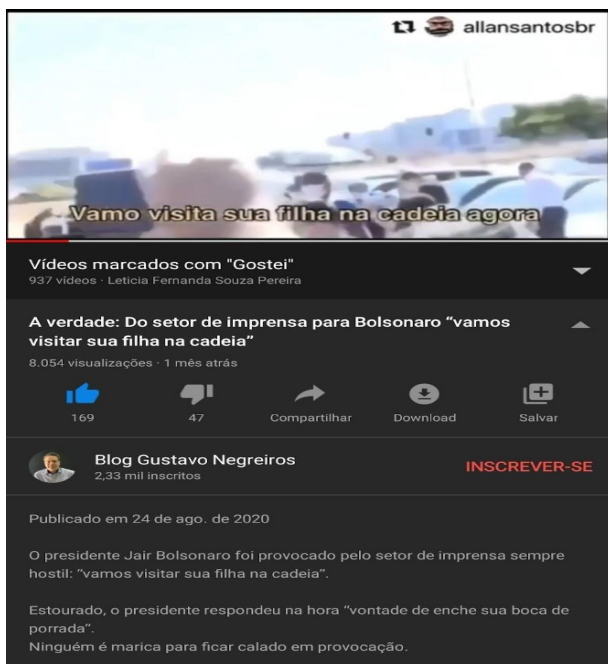 allansantosbr
Vamo visita sua filha na cadeia agora
Vídeos marcados com "Gostei"
937 vídeos · Leticia Fernanda Souza Pereira
A verdade: Do setor de imprensa para Bolsonaro “vamos
visitar sua filha na cadeia”
8.054 visualizações · 1 mês atrás
169 47 Compartilhar Download Salvar
Blog Gustavo Negreiros
2,33 mil inscritos
INSCREVER-SE
Publicado em 24 de ago. de 2020
O presidente Jair Bolsonaro foi provocado pelo setor de imprensa sempre
hostil: “vamos visitar sua filha na cadeia”.
Estourado, o presidente respondeu na hora “vontade de enche sua boca de
porrada”.
Ninguém é marica para ficar calado em provocação.